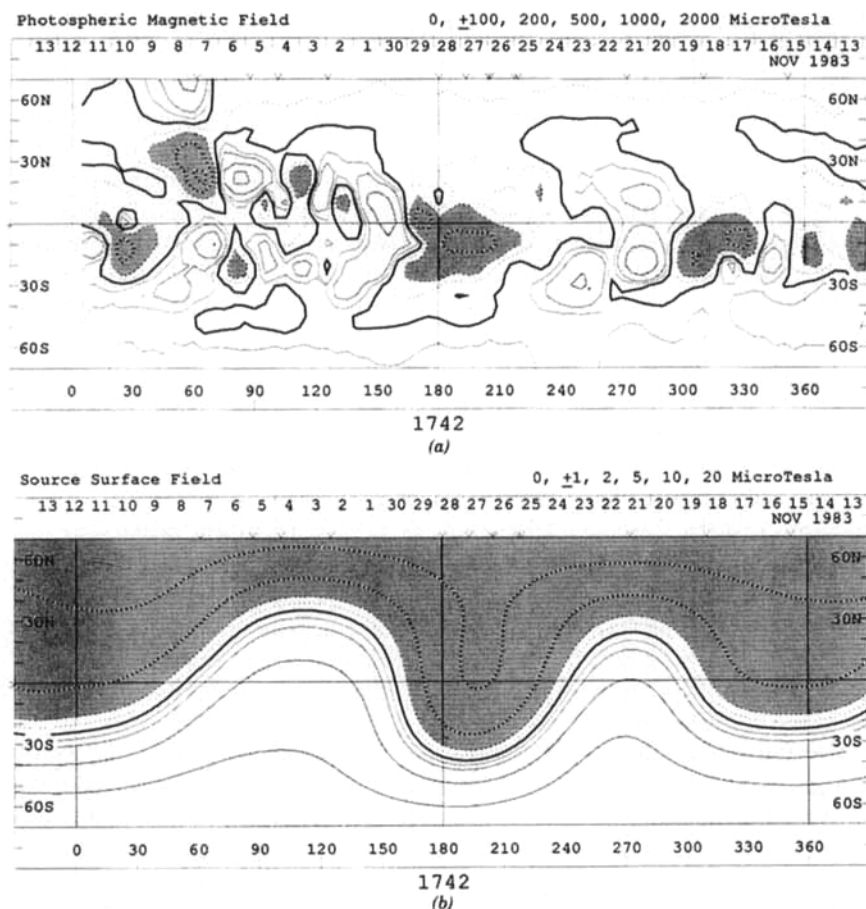 Photospheric Magnetic Field 0, ±100, 200, 500, 1000, 2000 MicroTesla
13 12 11 10 9 8 7 6 5 4 3 2 1 30 29 28 27 26 25 24 23 22 21 20 19 18 17 16 15 14 13
NOV 1983
60N 60N
30N 30N
30S 30S
60S 60S
0 30 60 90 120 150 180 210 240 270 300 330 360
1742
(a)
Source Surface Field 0, ±1, 2, 5, 10, 20 MicroTesla
13 12 11 10 9 8 7 6 5 4 3 2 1 30 29 28 27 26 25 24 23 22 21 20 19 18 17 16 15 14 13
NOV 1983
60N 60N
30N 30N
30S 30S
60S 60S
0 30 60 90 120 150 180 210 240 270 300 330 360
1742
(b)